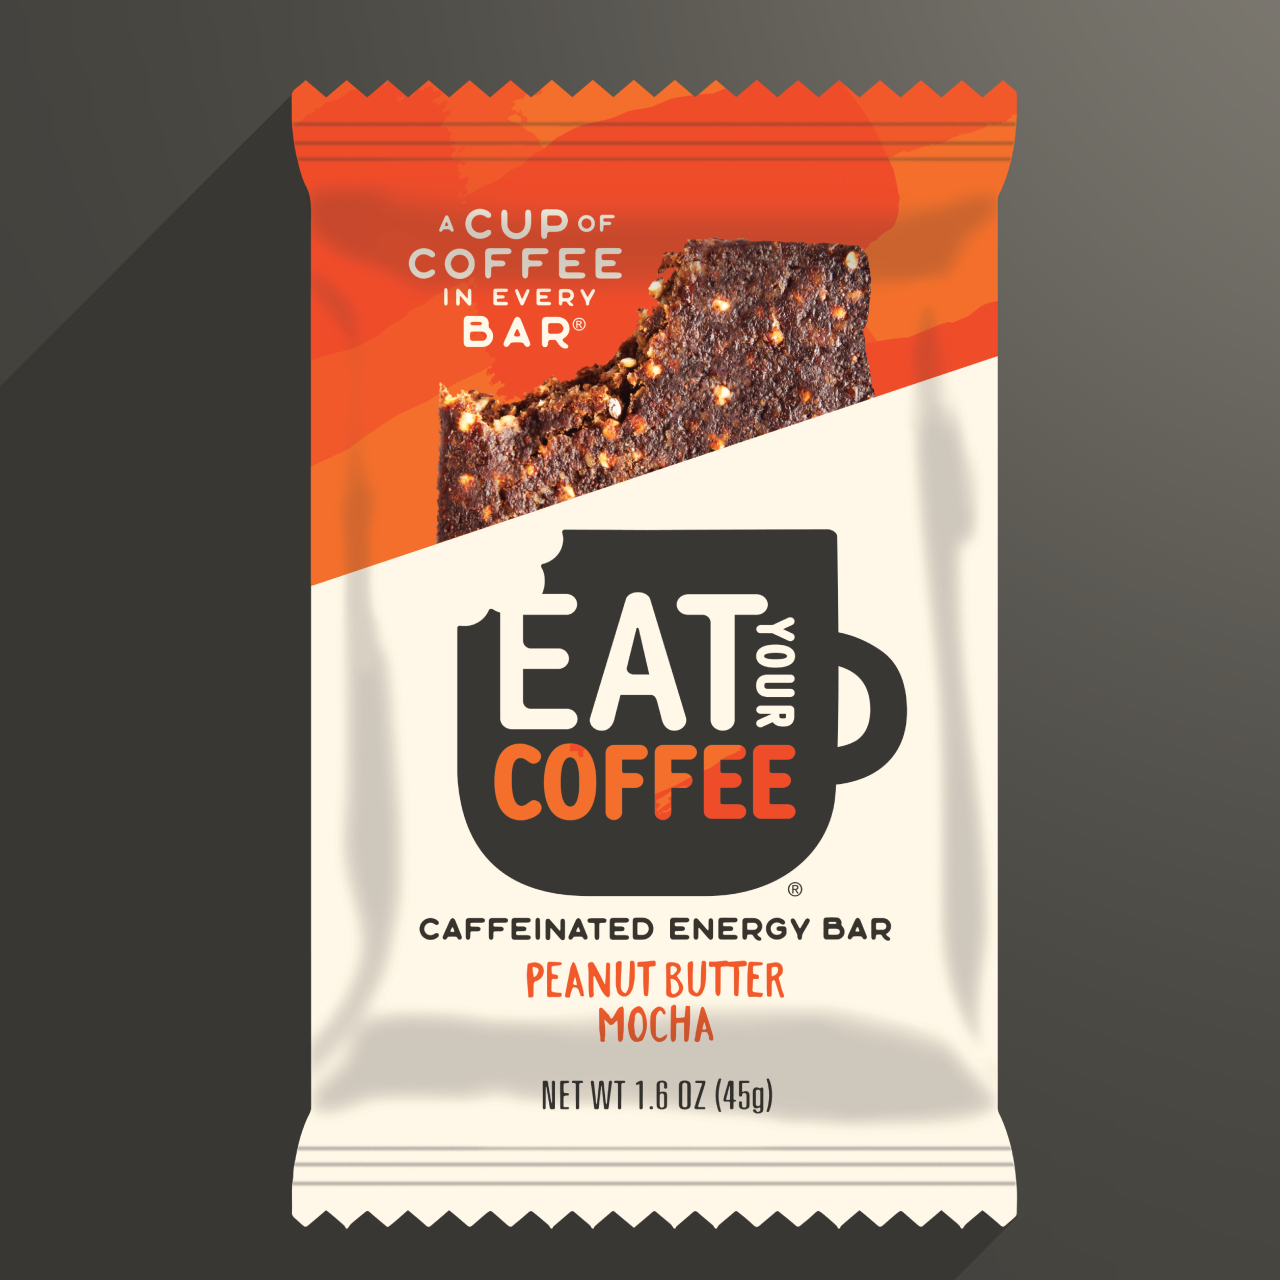 A CUP OF
COFFEE
IN EVERY
BAR®
EAT
YOUR
COFFEE
®
CAFFEINATED ENERGY BAR
PEANUT BUTTER
MOCHA
NET WT 1.6 OZ (45g)